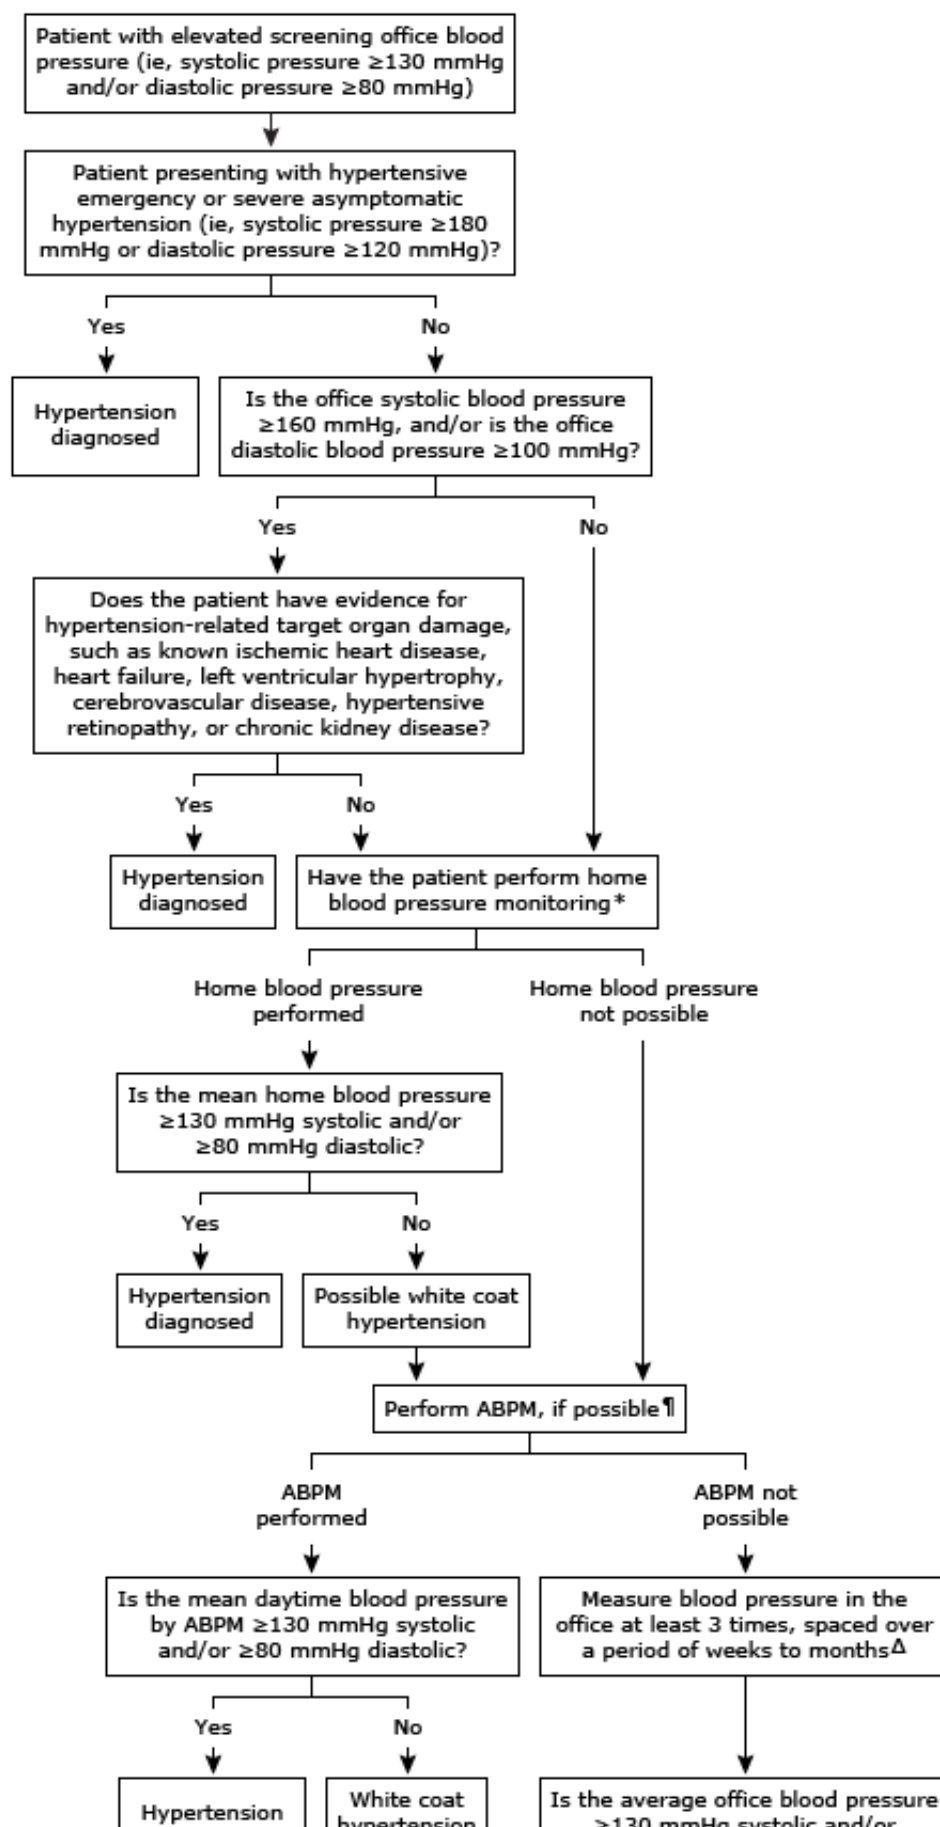 Patient with elevated screening office blood
pressure (ie, systolic pressure ≥130 mmHg
and/or diastolic pressure ≥80 mmHg)
Patient presenting with hypertensive
emergency or severe asymptomatic
hypertension (ie, systolic pressure ≥180
mmHg or diastolic pressure ≥120 mmHg)?
Yes
No
Hypertension
diagnosed
Is the office systolic blood pressure
≥160 mmHg, and/or is the office
diastolic blood pressure ≥100 mmHg?
Yes
No
Does the patient have evidence for
hypertension-related target organ damage,
such as known ischemic heart disease,
heart failure, left ventricular hypertrophy,
cerebrovascular disease, hypertensive
retinopathy, or chronic kidney disease?
Yes
No
Hypertension
diagnosed
Have the patient perform home
blood pressure monitoring*
Home blood pressure
performed
Home blood pressure
not possible
Is the mean home blood pressure
≥130 mmHg systolic and/or
≥80 mmHg diastolic?
Yes
No
Hypertension
diagnosed
Possible white coat
hypertension
Perform ABPM, if possible¶
ABPM
performed
ABPM not
possible
Is the mean daytime blood pressure
by ABPM ≥130 mmHg systolic
and/or ≥80 mmHg diastolic?
Measure blood pressure in the
office at least 3 times, spaced over
a period of weeks to monthsΔ
Yes
No
Hypertension
White coat
hypertension
Is the average office blood pressure
≥130 mmHg systolic and/or